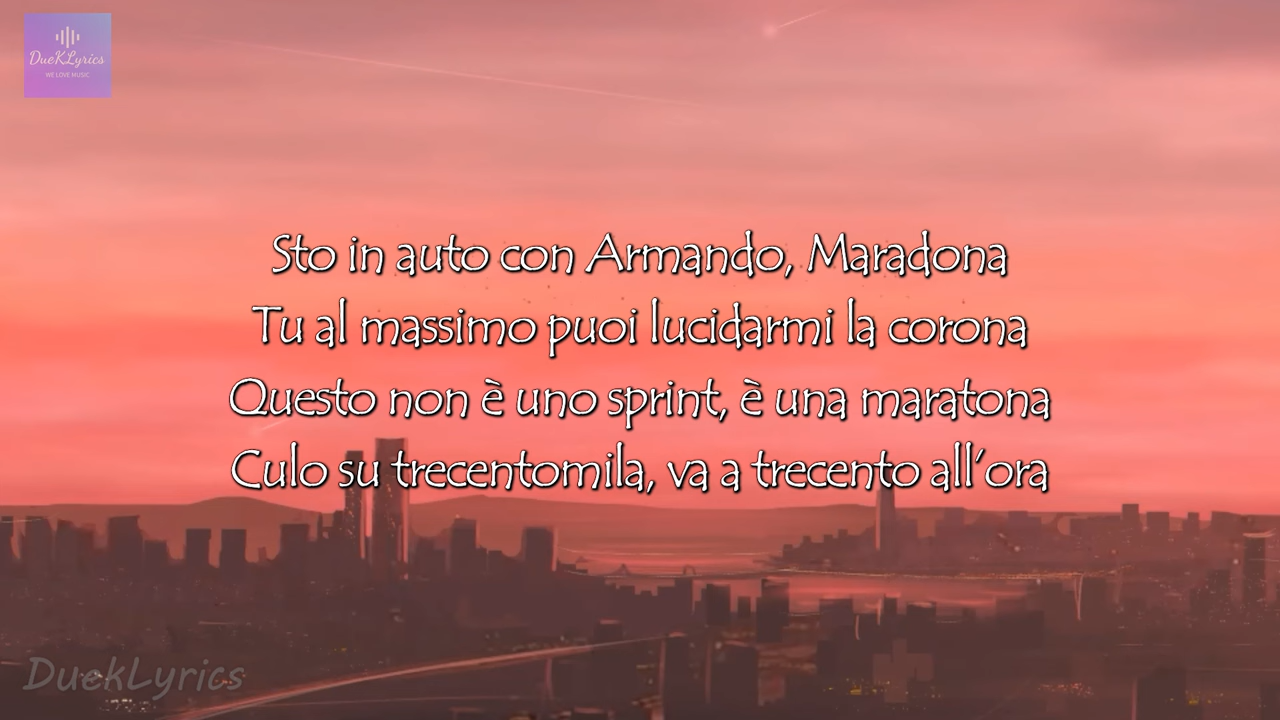 DueKLyrics
WE LOVE MUSIC
Sto in auto con Armando, Maradona
Tu al massimo puoi lucidarmi la corona
Questo non è uno sprint, è una maratona
Culo su trecentomila, va a trecento all'ora
DuekLyrics